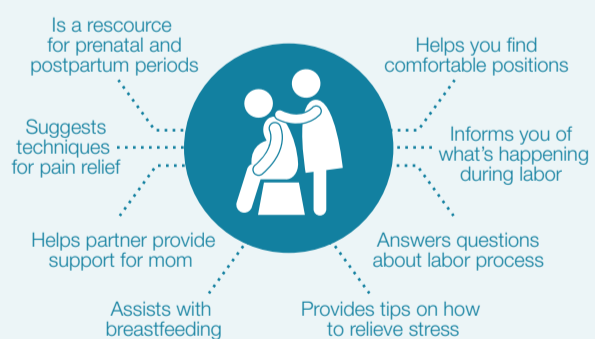 Is a rescource
for prenatal and
postpartum periods
Suggests
techniques
for pain relief
Helps partner provide
support for mom
Assists with
breastfeeding
Helps you find
comfortable positions
Informs you of
what's happening
during labor
Answers questions
about labor process
Provides tips on how
to relieve stress